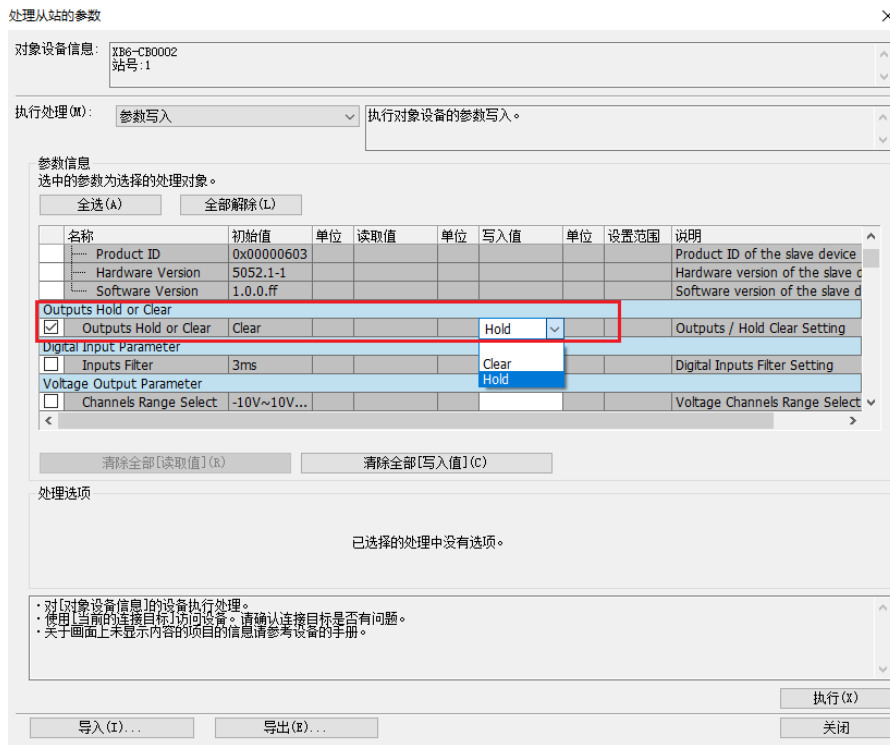 处理从站的参数
对象设备信息: XB6-CB0002
站号:1
执行处理(M): 参数写入 执行对象设备的参数写入。
参数信息
选中的参数为选择的处理对象。
全选(A) 全部解除(L)
名称 初始值 单位 读取值 单位 写入值 单位 设置范围 说明
Product ID 0x00000603 Product ID of the slave device
Hardware Version 5052.1-1 Hardware version of the slave d
Software Version 1.0.0.ff Software version of the slave d
Outputs Hold or Clear
Outputs Hold or Clear Clear Hold Outputs / Hold Clear Setting
Digital Input Parameter
Clear
Inputs Filter 3ms Digital Inputs Filter Setting
Hold
Voltage Output Parameter
Channels Range Select -10V~10V... Voltage Channels Range Select
清除全部[读取值](R) 清除全部[写入值](C)
处理选项
已选择的处理中没有选项。
・对[对象设备信息]的设备执行处理。
・使用[当前的连接目标]访问设备。请确认连接目标是否有问题。
・关于画面上未显示内容的项目的信息请参考设备的手册。
执行(X)
导入(I)... 导出(E)... 关闭